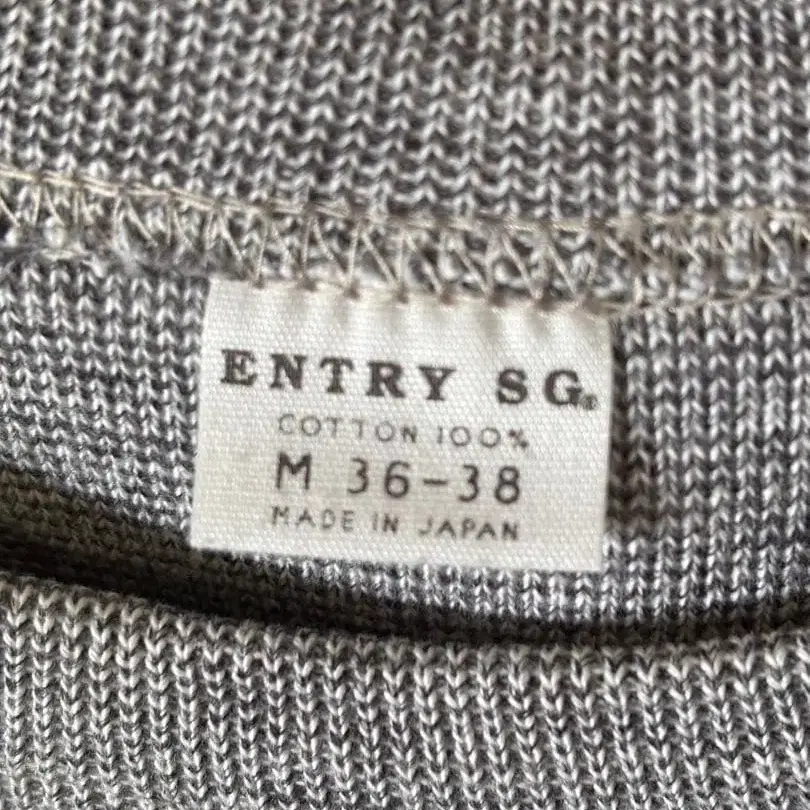 ENTRY SG®
COTTON 100%
M 36-38
MADE IN JAPAN